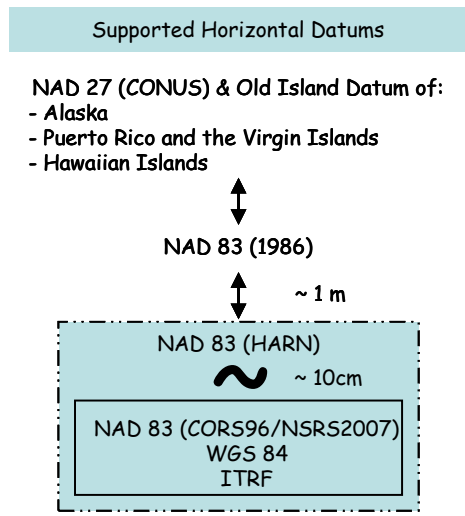 Supported Horizontal Datums
NAD 27 (CONUS) & Old Island Datum of:
- Alaska
- Puerto Rico and the Virgin Islands
- Hawaiian Islands
NAD 83 (1986)
~ 1 m
NAD 83 (HARN)
~ 10cm
NAD 83 (CORS96/NSRS2007)
WGS 84
ITRF